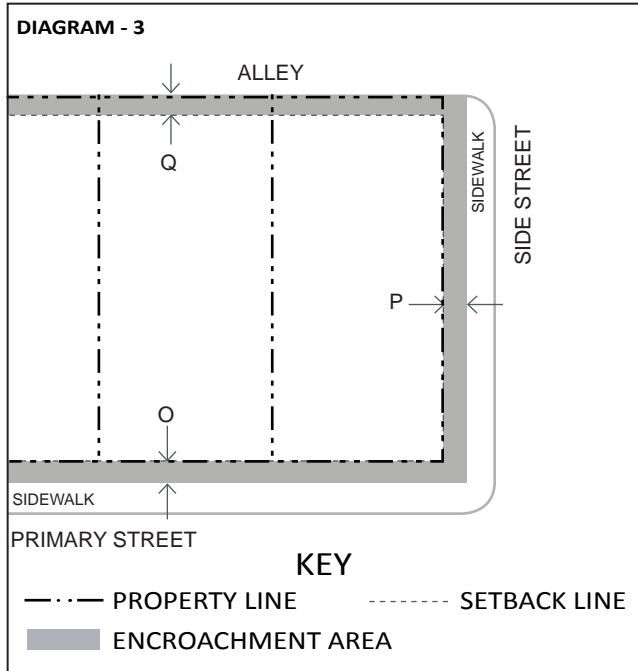 DIAGRAM - 3
ALLEY
Q
SIDEWALK
SIDE STREET
P
O
SIDEWALK
PRIMARY STREET
KEY
PROPERTY LINE
SETBACK LINE
ENCROACHMENT AREA